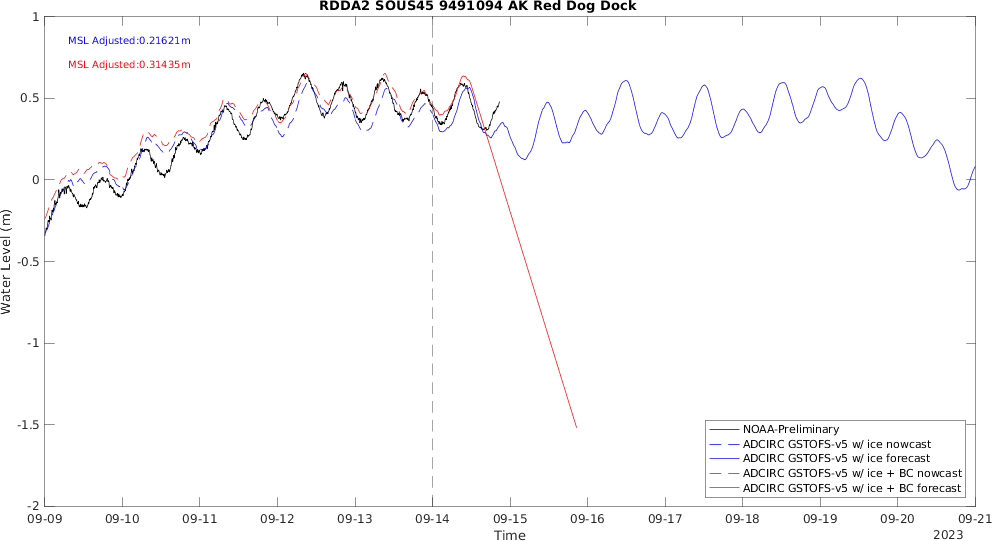 RDDA2 SOUS45 9491094 AK Red Dog Dock
MSL Adjusted:0.21621m
MSL Adjusted:0.31435m
Water Level (m)
1
0.5
0
-0.5
-1
-1.5
-2
NOAA-Preliminary
ADCIRC GSTOFS-v5 w/ ice nowcast
ADCIRC GSTOFS-v5 w/ ice forecast
ADCIRC GSTOFS-v5 w/ ice + BC nowcast
ADCIRC GSTOFS-v5 w/ ice + BC forecast
09-09 09-10 09-11 09-12 09-13 09-14 09-15 09-16 09-17 09-18 09-19 09-20 09-21
Time
2023